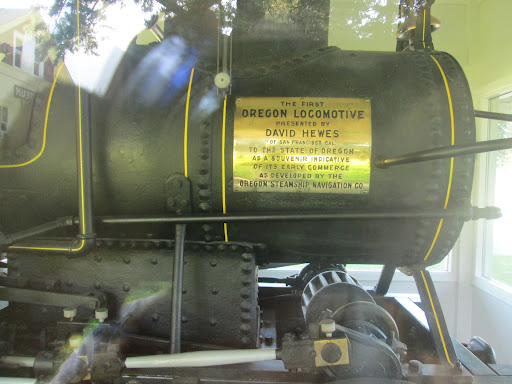 THE FIRST
OREGON LOCOMOTIVE
PRESENTED BY
DAVID HEWES
OF SAN FRANCISCO, CAL.
TO THE STATE OF OREGON
AS A SOUVENIR INDICATIVE
OF ITS EARLY COMMERCE
AS DEVELOPED BY THE
OREGON STEAMSHIP NAVIGATION CO.